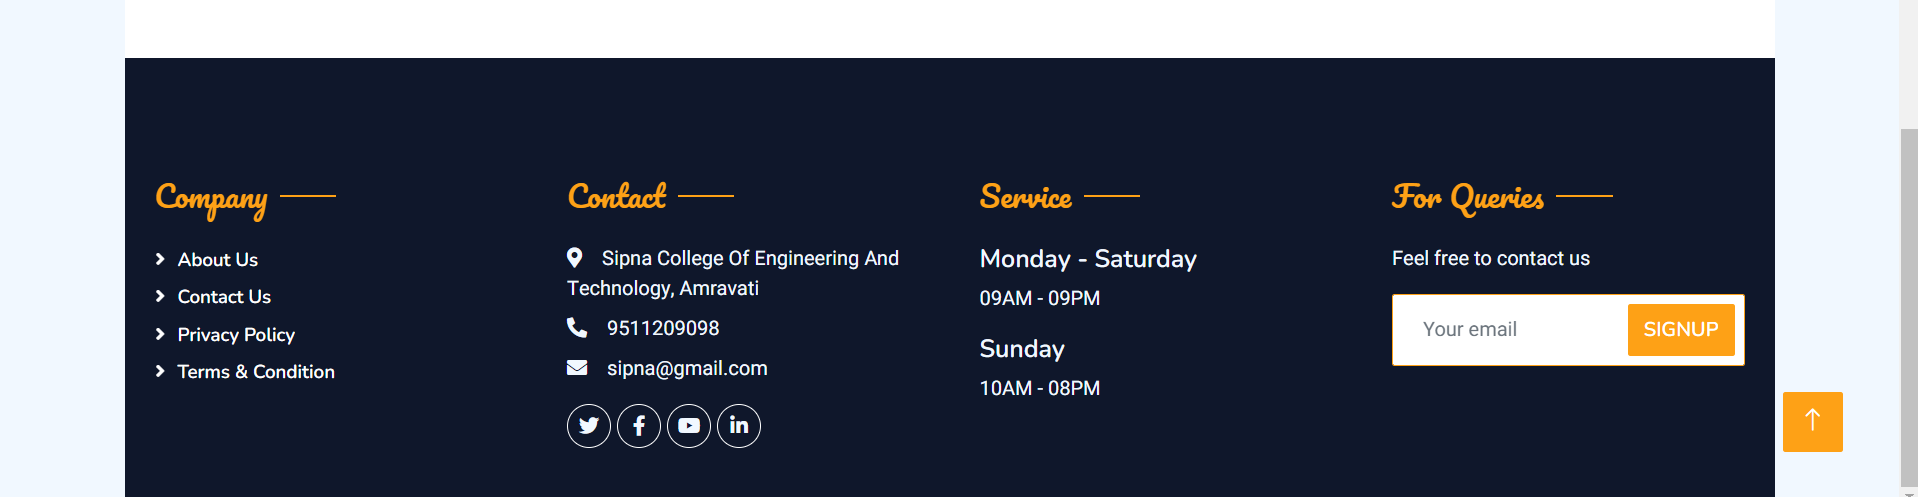 Company
About Us
Contact Us
Privacy Policy
Terms & Condition
Contact
Sipna College Of Engineering And
Technology, Amravati
9511209098
sipna@gmail.com
Service
Monday - Saturday
09AM - 09PM
Sunday
10AM - 08PM
For Queries
Feel free to contact us
Your email
SIGNUP